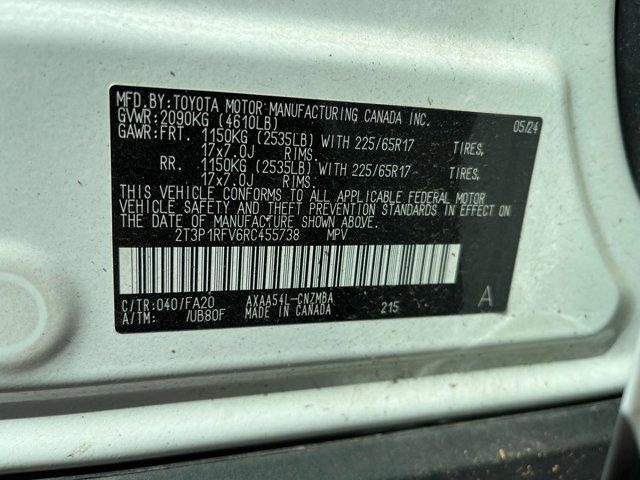 MFD.BY:TOYOTA MOTOR MANUFACTURING CANADA INC.
GVWR:2090KG (4610LB) 05/24
GAWR:FRT. 1150KG (2535LB) WITH 225/65R17 TIRES,
17x7.0J RIMS.
RR. 1150KG (2535LB) WITH 225/65R17 TIRES,
17x7.0J RIMS.
THIS VEHICLE CONFORMS TO ALL APPLICABLE FEDERAL MOTOR
VEHICLE SAFETY AND THEFT PREVENTION STANDARDS IN EFFECT ON
THE DATE OF MANUFACTURE SHOWN ABOVE.
2T3P1RFV6RC455738 MPV
C/TR:040/FA20 AXAA54L-CNZMBA A
A/TM: /UB80F MADE IN CANADA 215